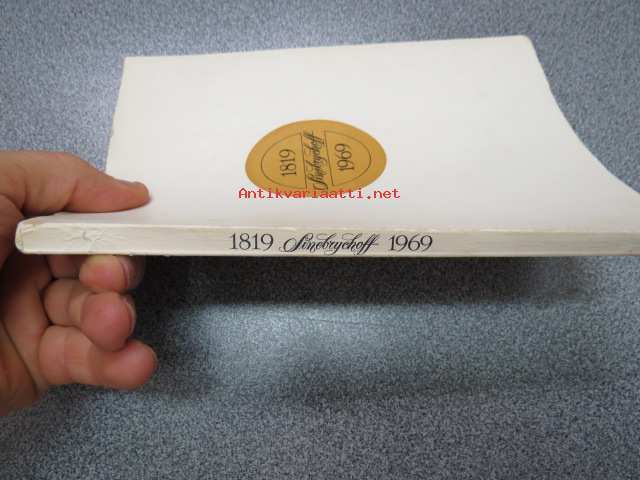 1819
Sinebrychoff
1969
Antikvariaatti.net
1819 Sinebrychoff 1969